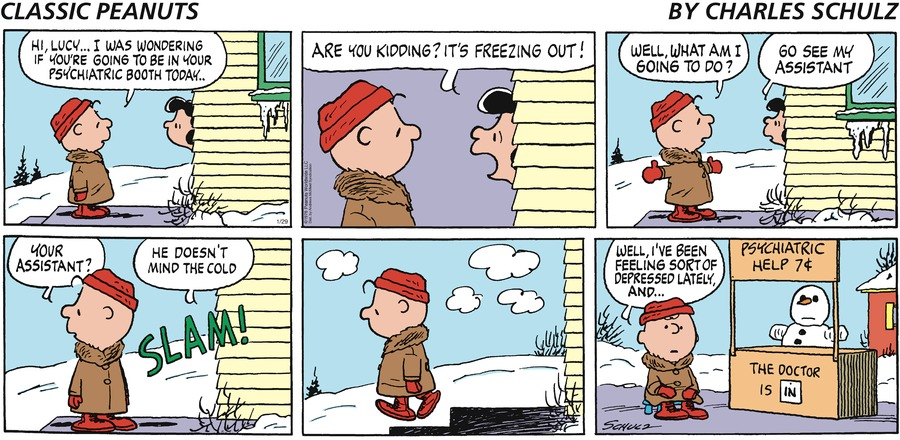 CLASSIC PEANUTS
BY CHARLES SCHULZ
HI, LUCY... I WAS WONDERING
IF YOU'RE GOING TO BE IN YOUR
PSYCHIATRIC BOOTH TODAY..
1/29
ARE YOU KIDDING? IT'S FREEZING OUT!
WELL, WHAT AM I
GOING TO DO?
GO SEE MY
ASSISTANT
YOUR
ASSISTANT?
HE DOESN'T
MIND THE COLD
SLAM!
WELL, I'VE BEEN
FEELING SORT OF
DEPRESSED LATELY,
AND...
PSYCHIATRIC
HELP 7¢
THE DOCTOR
IS IN
SCHULZ